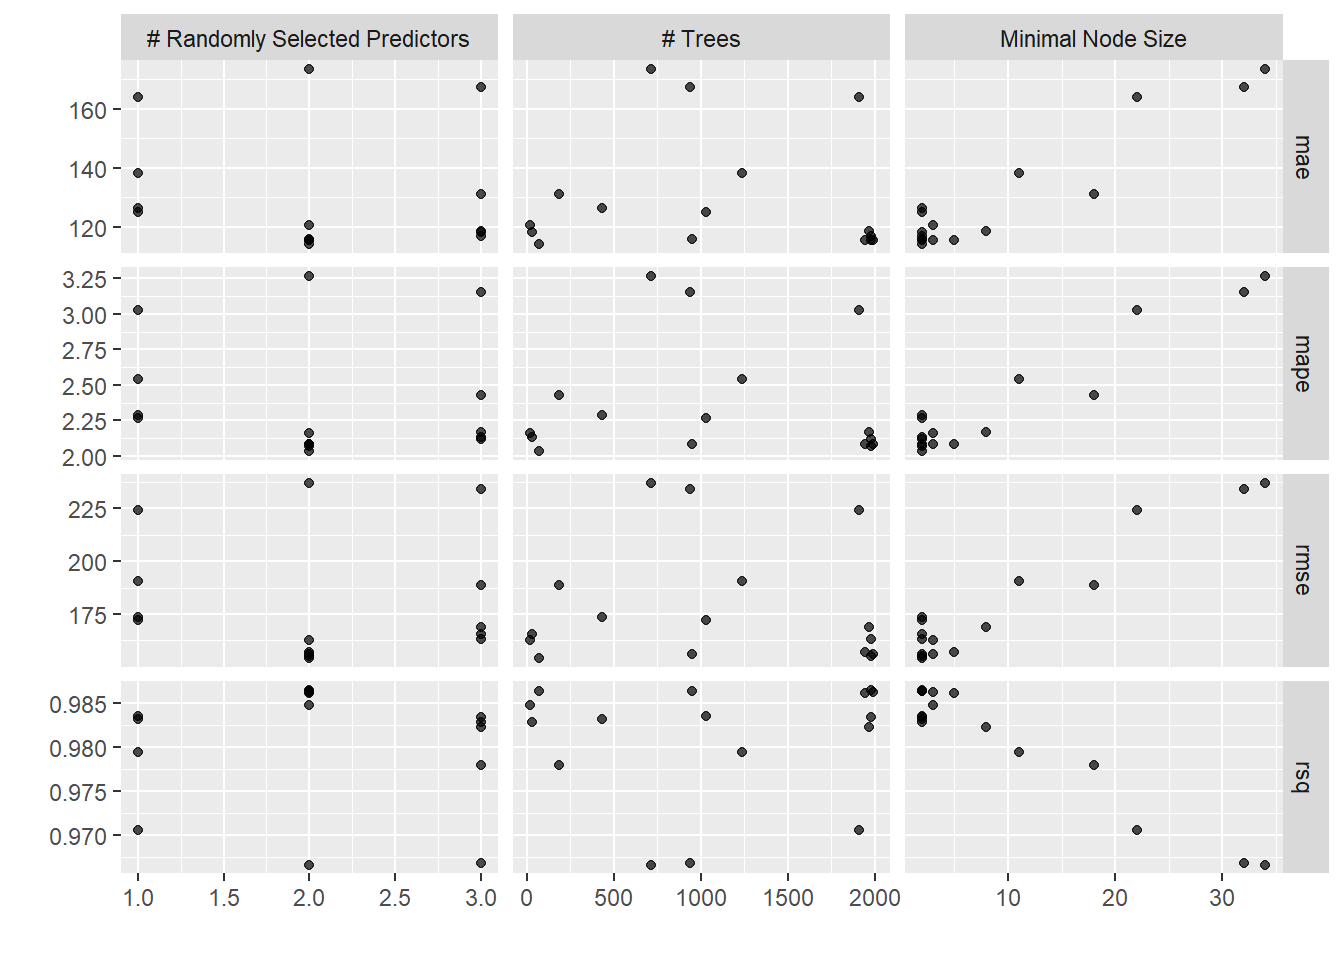 # Randomly Selected Predictors
# Trees
Minimal Node Size
160
140
120
mae
3.25
3.00
2.75
2.50
2.25
2.00
mape
225
200
175
rmse
0.985
0.980
0.975
0.970
rsq
1.0 1.5 2.0 2.5 3.0
0 500 1000 1500 2000
10 20 30